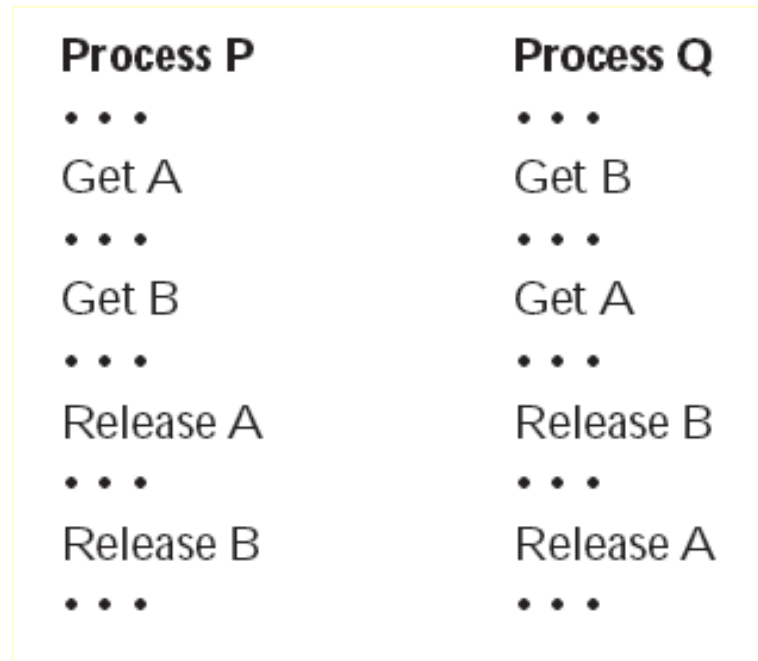 Process P Process Q
• • • • • •
Get A Get B
• • • • • •
Get B Get A
• • • • • •
Release A Release B
• • • • • •
Release B Release A
• • • • • •